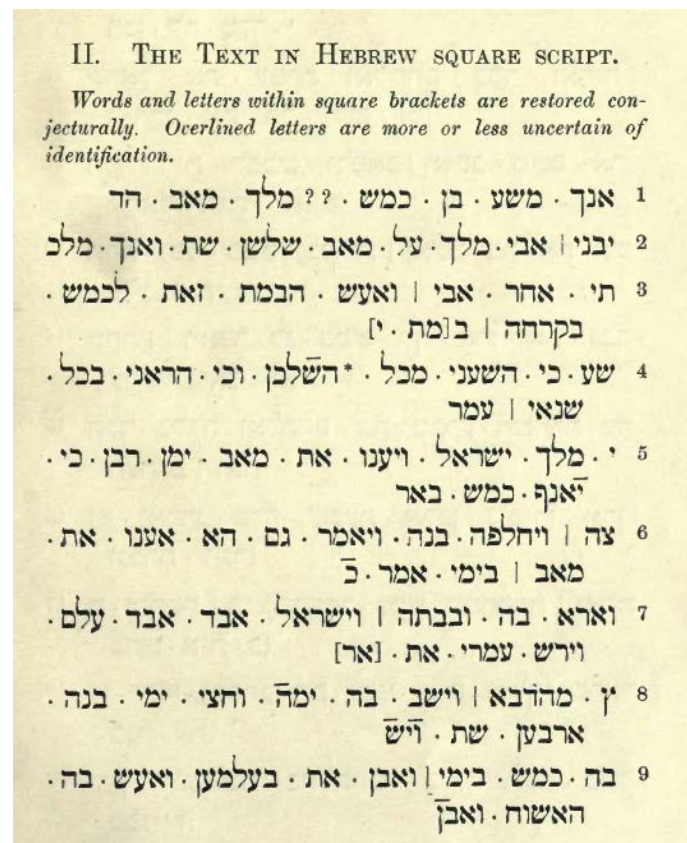 II. THE TEXT IN HEBREW SQUARE SCRIPT.
Words and letters within square brackets are restored con-
jecturally. Overlined letters are more or less uncertain of
identification.
1 אנך · משע · בן · כמש · ?? מלך · מאב · הד
2 יבני | אבי · מלך · על · מאב · שלשן · שת · ואנך · מלכ
3 תי · אחר · אבי | ואעש · הבמת · זאת · לכמש ·
בקרחה | ב[מת · י]
4 שע · כי · השעני · מכל · *הש̅לכן · וכי · הראני · בכל ·
שנאי | עמר
5 י · מלך · ישראל · ויענו · את · מאב · ימן · רבן · כי ·
י̅אנף · כמש · באר
6 צה | ויחלפה · בנה · ויאמר · גם · הא · אענו · את ·
מאב | בימי · אמר · כ̅
7 וארא · בה · ובבתה | וישראל · אבד · אבד · עלם ·
וירש · עמרי · את · [אר]
8 ץ · מהד̅בא | וישב · בה · ימה̅ · וחצי · ימי · בנה ·
ארבען · שת · ו̅יש̅
9 בה · כמש · בימי | ואבן · את · בעלמען · ואעש · בה ·
האשוח · ואבן̅